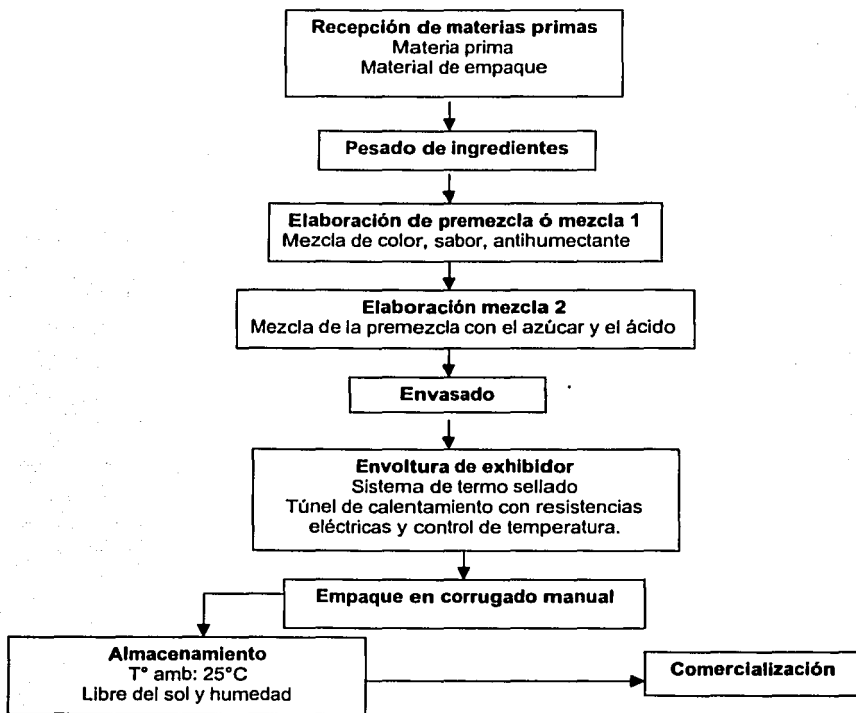 Recepción de materias primas
Materia prima
Material de empaque
Pesado de ingredientes
Elaboración de premezcla ó mezcla 1
Mezcla de color, sabor, antihumectante
Elaboración mezcla 2
Mezcla de la premezcla con el azúcar y el ácido
Envasado
Envoltura de exhibidor
Sistema de termo sellado
Túnel de calentamiento con resistencias
eléctricas y control de temperatura.
Empaque en corrugado manual
Almacenamiento
T° amb: 25°C
Libre del sol y humedad
Comercialización